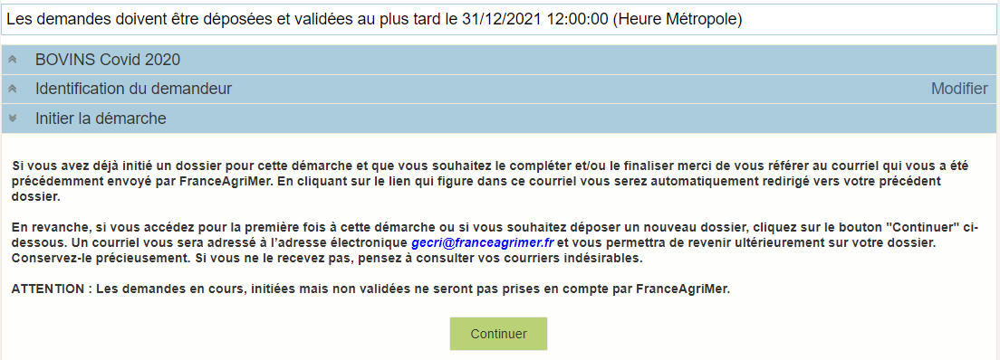 Les demandes doivent être déposées et validées au plus tard le 31/12/2021 12:00:00 (Heure Métropole)
BOVINS Covid 2020
Identification du demandeur Modifier
Initier la démarche
Si vous avez déjà initié un dossier pour cette démarche et que vous souhaitez le compléter et/ou le finaliser merci de vous référer au courriel qui vous a été
précédemment envoyé par FranceAgriMer. En cliquant sur le lien qui figure dans ce courriel vous serez automatiquement redirigé vers votre précédent
dossier.
En revanche, si vous accédez pour la première fois à cette démarche ou si vous souhaitez déposer un nouveau dossier, cliquez sur le bouton "Continuer" ci-
dessous. Un courriel vous sera adressé à l'adresse électronique gecri@franceagrimer.fr et vous permettra de revenir ultérieurement sur votre dossier.
Conservez-le précieusement. Si vous ne le recevez pas, pensez à consulter vos courriers indésirables.
ATTENTION : Les demandes en cours, initiées mais non validées ne seront pas prises en compte par FranceAgriMer.
Continuer